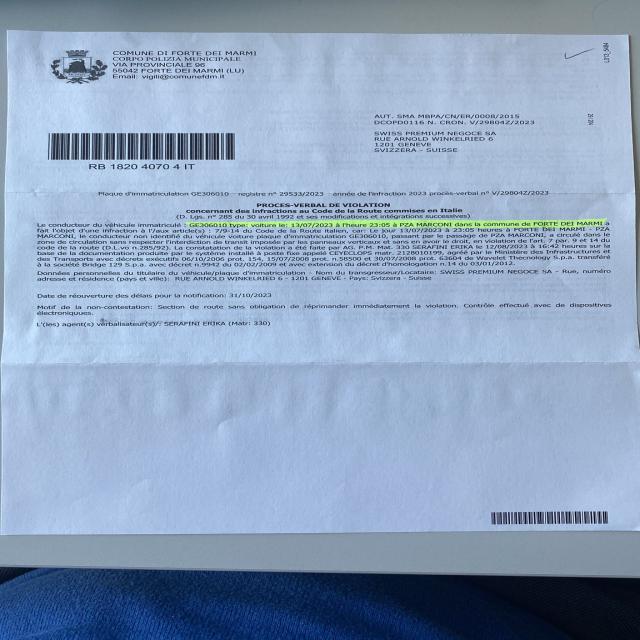 COMUNE DI FORTE DEI MARMI
CORPO POLIZIA MUNICIPALE
VIA PROVINCIALE 96
55042 FORTE DEI MARMI (LU)
Email: vigili@comunefdm.it
AUT. SMA MBPA/CN/ER/0008/2015
DCOPD0116 N. CRON. V/29804Z/2023
SWISS PREMIUM NEGOCE SA
RUE ARNOLD WINKELRIED 6
1201 GENEVE
SVIZZERA - SUISSE
RB 1820 4070 4 IT
Plaque d'immatriculation GE306010 - registre n° 29533/2023 - année de l'infraction 2023 procès-verbal n° V/29804Z/2023
PROCES-VERBAL DE VIOLATION
concernant des infractions au Code de la Route commises en Italie
(D. Lgs. n° 285 du 30 avril 1992 et ses modifications et intégrations successives)
Le conducteur du véhicule immatriculé : GE306010 type: voiture le: 13/07/2023 à l'heure 23:05 à PZA MARCONI dans la commune de FORTE DEI MARMI a
fait l'objet d'une infraction à l'aux article(s) : 7/9-14 du Code de la Route Italien, car: Le jour 13/07/2023 à 23:05 heures à FORTE DEI MARMI - PZA
MARCONI, le conducteur non identifié du véhicule voiture plaque d'immatriculation GE306010, passant par le passage de PZA MARCONI, a circulé dans le
zone de circulation sans respecter l'interdiction de transit imposée par les panneaux verticaux et sans en avoir le droit, en violation de l'art. 7 par. 9 et 14 du
code de la route (D.L.vo n.285/92). La constatation de la violation a été faite par AG. P.M. Mat. 330 SERAFINI ERIKA le 12/08/2023 à 16:42 heures sur la
base de la documentation produite par le système installé à poste fixe appelé CEYECLOPS matr. 2128010199, homologué par le Ministère des Infrastructures et
des Transports avec décrets exécutifs 06/10/2006 prot. 154, 15/07/2008 prot. n.58500 et 30/07/2008 prot. 63604 de Wavelet Thecnology S.p.a. transféré
à la société Bridge 129 S.p.a. avec décret n.9942 du 02/02/2009 et avec extension du décret d'homologation n.14 du 03/01/2012.
Données personnelles du titulaire du véhicule/plaque d'immatriculation - Nom du transgresseur/Locataire: SWISS PREMIUM NEGOCE SA - Rue, numéro
adresse et résidence (pays et ville): RUE ARNOLD WINKELRIED 6 - 1201 GENEVE - Pays: Svizzera - Suisse
Date de réouverture des délais pour la notification: 31/10/2023
Motif de la non-contestation: Section de route sans obligation de réprimander immédiatement la violation. Contrôle effectué avec de dispositives
électroniques.
L'(les) agent(s) verbalisateur(s)/: SERAFINI ERIKA (Matr: 330)